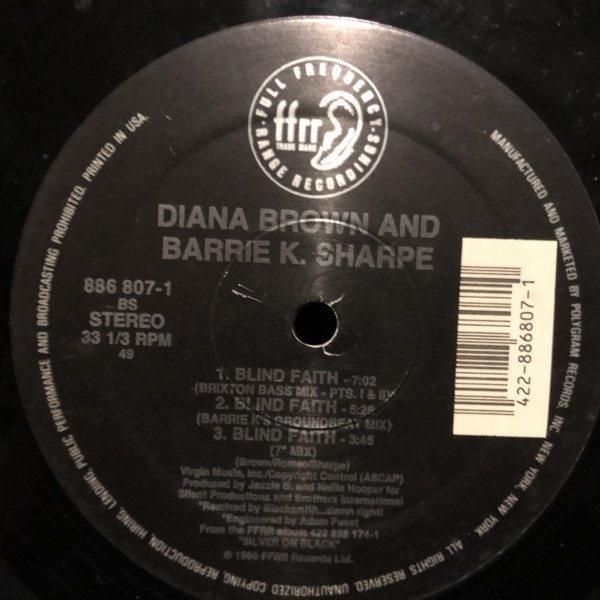 FULL FREQUENCY
ffrr
TRADE MARK
RANGE RECORDINGS
DIANA BROWN AND
BARRIE K. SHARPE
886 807-1
BS
STEREO
33 1/3 RPM
49
422-886807-1
1. BLIND FAITH - 7:02
(BRIXTON BASS MIX - PTS. I & II)*
2. BLIND FAITH - 5:28
(BARRIE K'S GROUNDBEAT MIX)
3. BLIND FAITH - 3:45
(7" MIX)
(Brown/Romeo/Sharpe)
Virgin Music, Inc./Copyright Control (ASCAP)
Produced by Jazzie B. and Nellee Hooper for
Silent Productions and Brothers International
*Remixed by Blacksmith...damn right!
*Engineered by Adam Fuest
From the FFRR album 422 828 174-1
"SILVER ON BLACK"
FFRR Records Ltd.
MANUFACTURED AND MARKETED BY POLYGRAM RECORDS, INC. NEW YORK, NEW YORK. ALL RIGHTS RESERVED. UNAUTHORIZED COPYING, REPRODUCTION, HIRING, LENDING, PUBLIC PERFORMANCE AND BROADCASTING PROHIBITED. PRINTED IN USA.